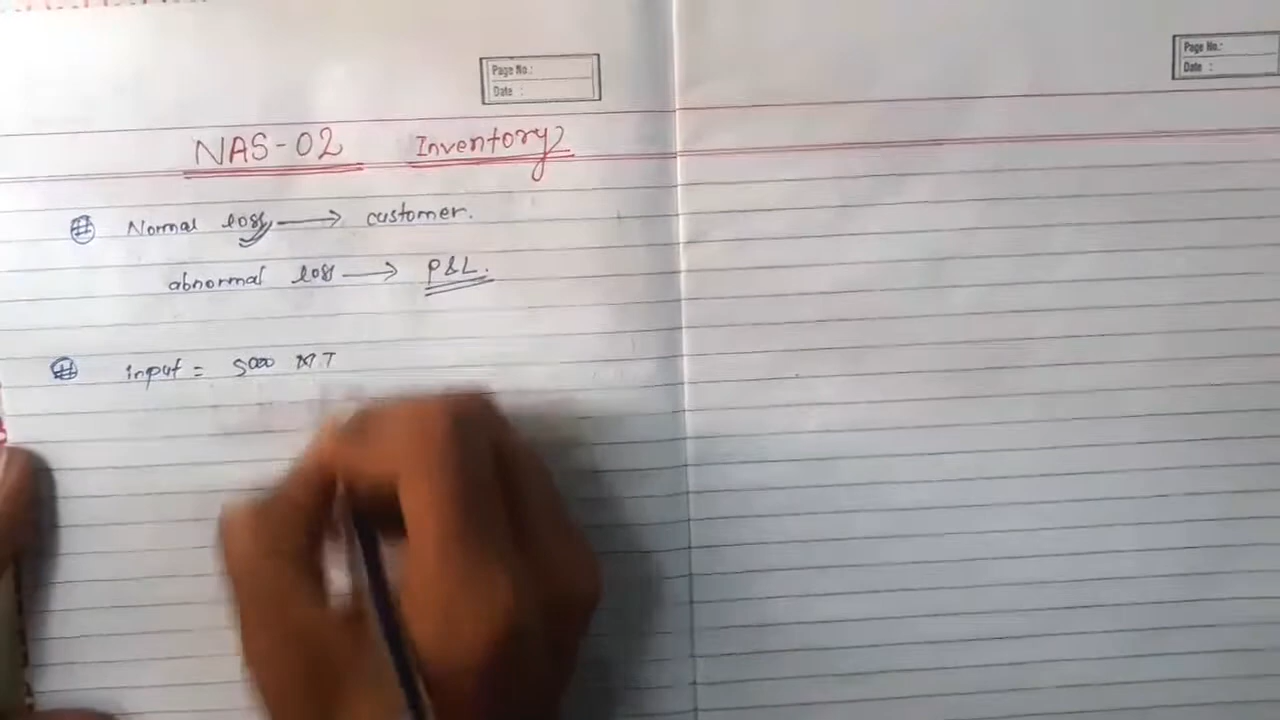 Page No.:
Date :
Page No.:
Date :
NAS-02 Inventory
Normal loss → customer.
abnormal loss → P&L.
input = 5000 MT